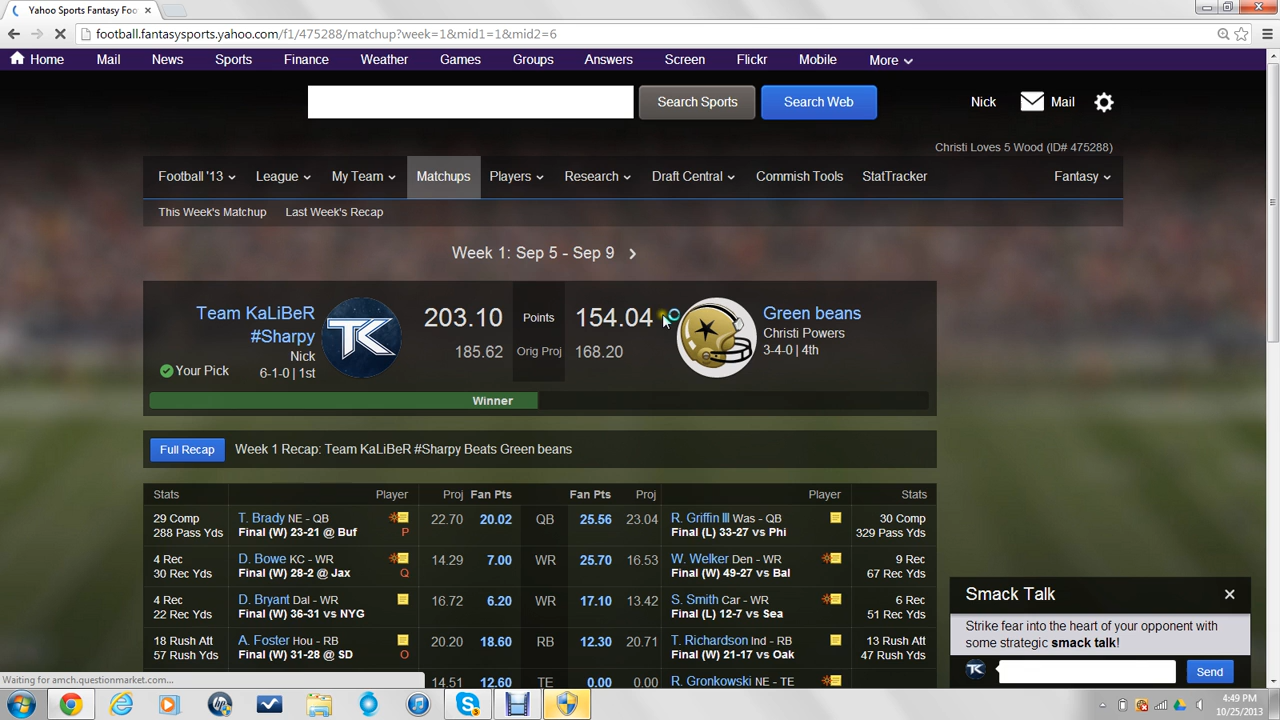 Yahoo Sports Fantasy Foo
football.fantasysports.yahoo.com/f1/475288/matchup?week=1&mid1=1&mid2=6
Home Mail News Sports Finance Weather Games Groups Answers Screen Flickr Mobile More
Search Sports Search Web Nick Mail
Christi Loves 5 Wood (ID# 475288)
Football '13 League My Team Matchups Players Research Draft Central Commish Tools StatTracker Fantasy
This Week's Matchup Last Week's Recap
Week 1: Sep 5 - Sep 9
Team KaLiBeR
#Sharpy
Nick
6-1-0 | 1st
Your Pick
TK
203.10 Points 154.04
185.62 Orig Proj 168.20
Green beans
Christi Powers
3-4-0 | 4th
Winner
Full Recap Week 1 Recap: Team KaLiBeR #Sharpy Beats Green beans
Stats Player Proj Fan Pts Fan Pts Proj Player Stats
29 Comp T. Brady NE - QB 22.70 20.02 QB 25.56 23.04 R. Griffin III Was - QB 30 Comp
288 Pass Yds Final (W) 23-21 @ Buf P Final (L) 33-27 vs Phi 329 Pass Yds
4 Rec D. Bowe KC - WR 14.29 7.00 WR 25.70 16.53 W. Welker Den - WR 9 Rec
30 Rec Yds Final (W) 28-2 @ Jax Q Final (W) 49-27 vs Bal 67 Rec Yds
4 Rec D. Bryant Dal - WR 16.72 6.20 WR 17.10 13.42 S. Smith Car - WR 6 Rec
22 Rec Yds Final (W) 36-31 vs NYG Final (L) 12-7 vs Sea 51 Rec Yds
18 Rush Att A. Foster Hou - RB 20.20 18.60 RB 12.30 20.71 T. Richardson Ind - RB 13 Rush Att
57 Rush Yds Final (W) 31-28 @ SD O Final (W) 21-17 vs Oak 47 Rush Yds
14.51 12.60 TE 0.00 0.00 R. Gronkowski NE - TE
Smack Talk
Strike fear into the heart of your opponent with
some strategic smack talk!
TK Send
Waiting for amch.questionmarket.com...
4:49 PM
10/25/2013